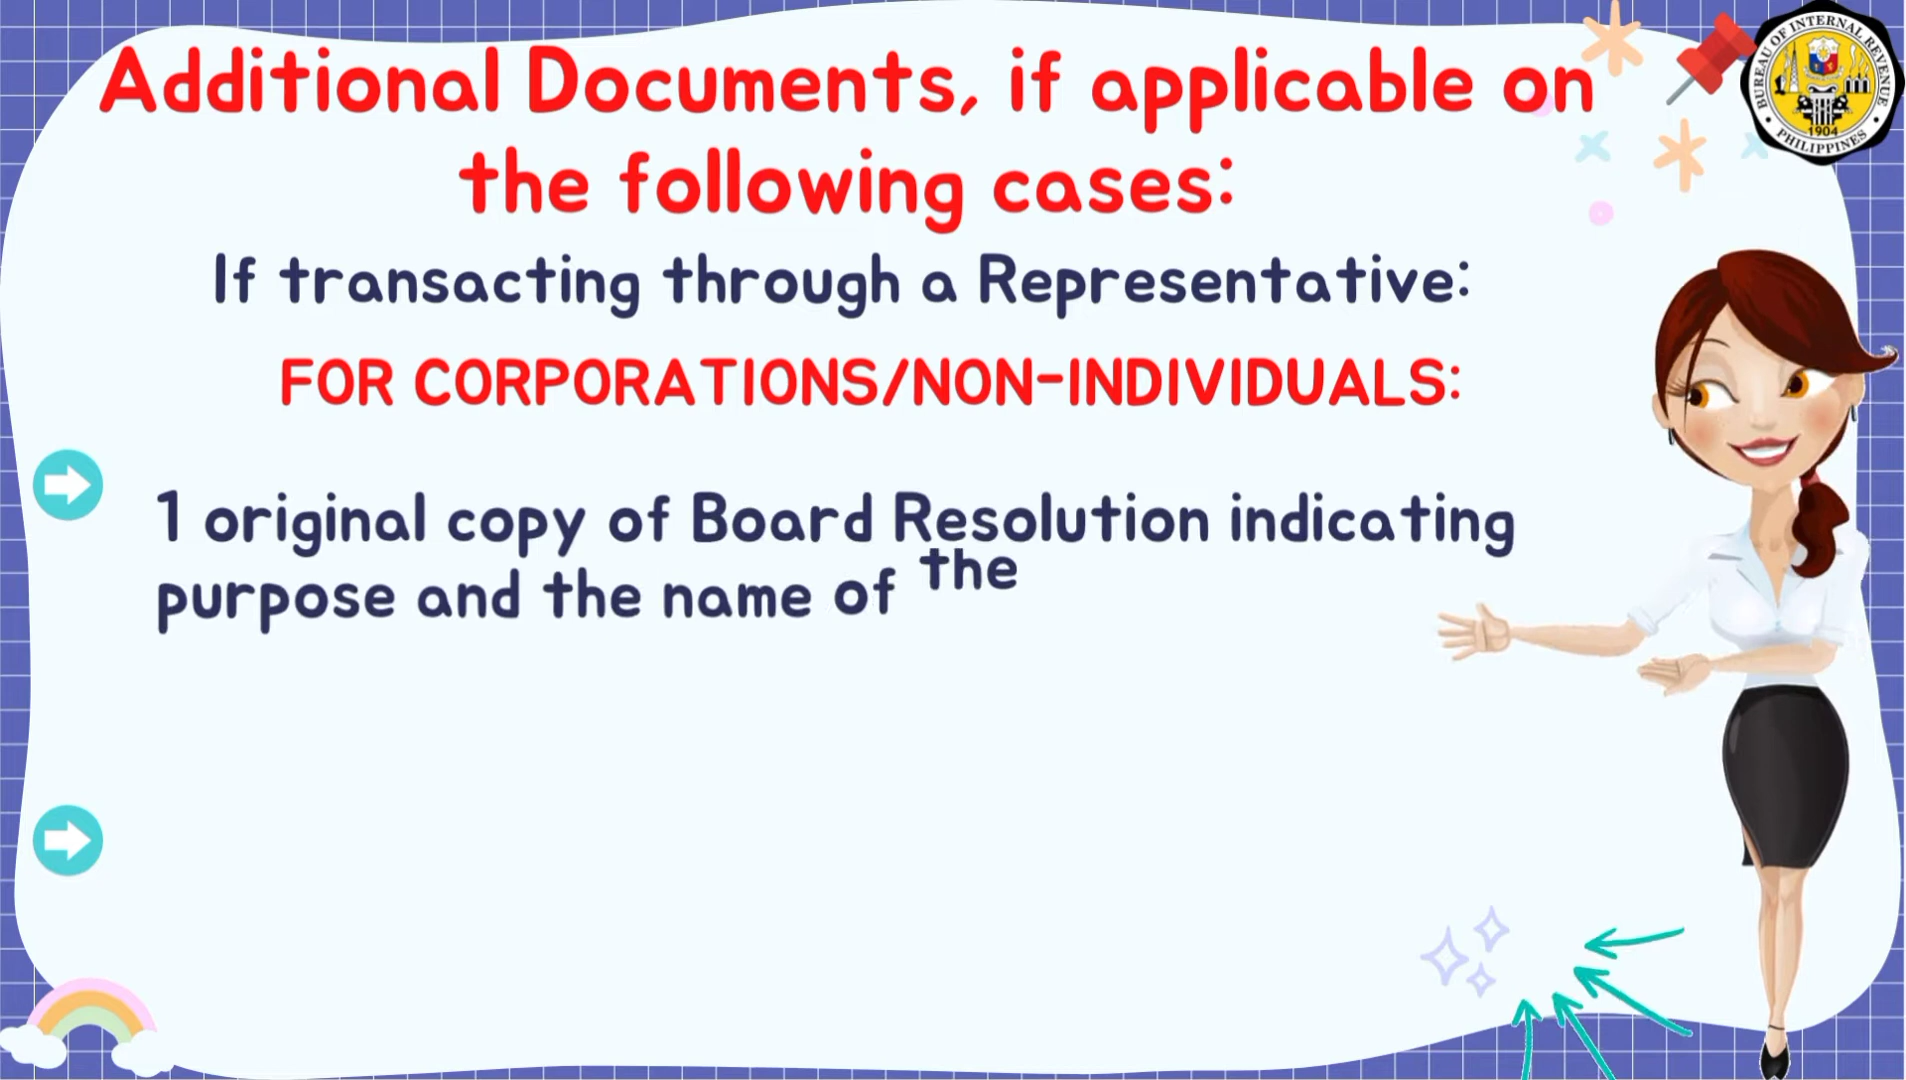 Additional Documents, if applicable on
the following cases:
If transacting through a Representative:
FOR CORPORATIONS/NON-INDIVIDUALS:
1 original copy of Board Resolution indicating
purpose and the name of the
BUREAU OF INTERNAL REVENUE
1904
PHILIPPINES